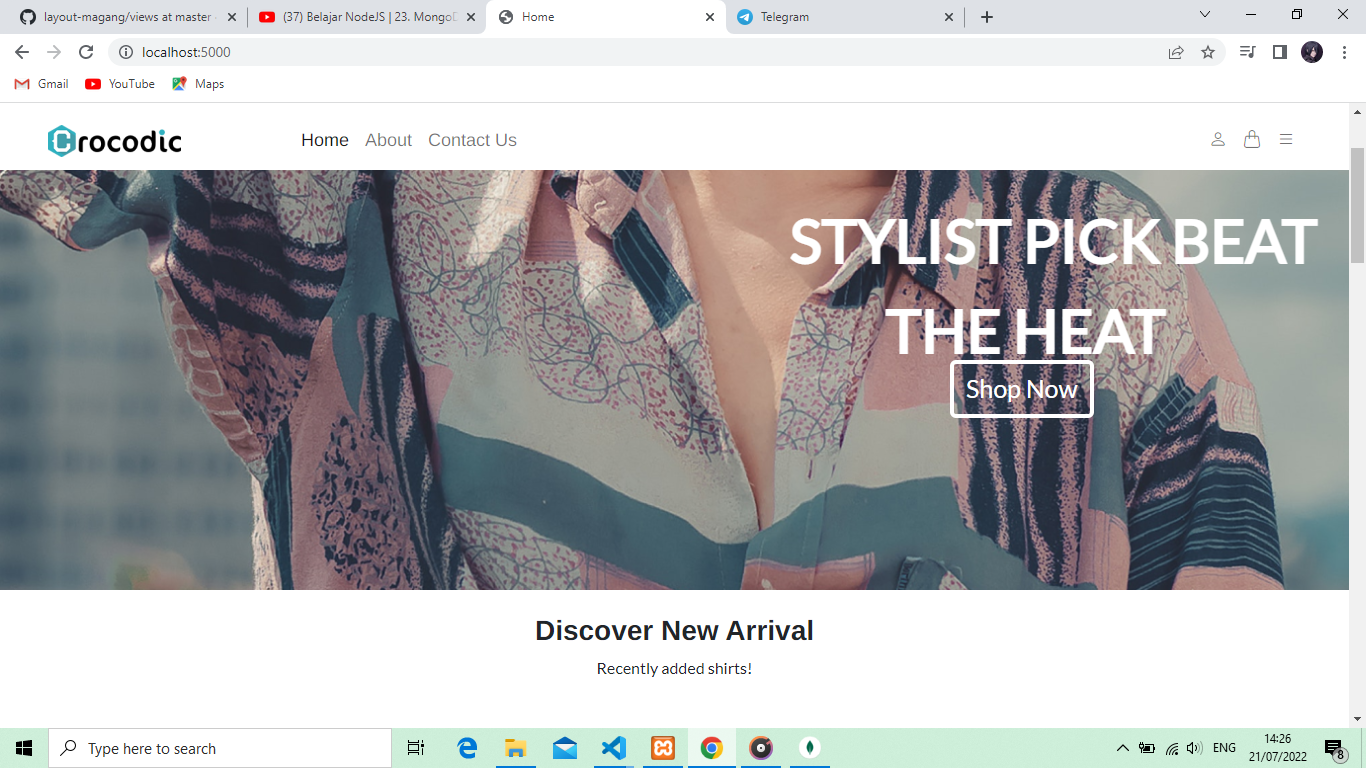 layout-magang/views at master
(37) Belajar NodeJS | 23. MongoD
Home
Telegram
localhost:5000
Gmail
YouTube
Maps
Crocodic
Home
About
Contact Us
STYLIST PICK BEAT
THE HEAT
Shop Now
Discover New Arrival
Recently added shirts!
Type here to search
ENG
14:26
21/07/2022
8